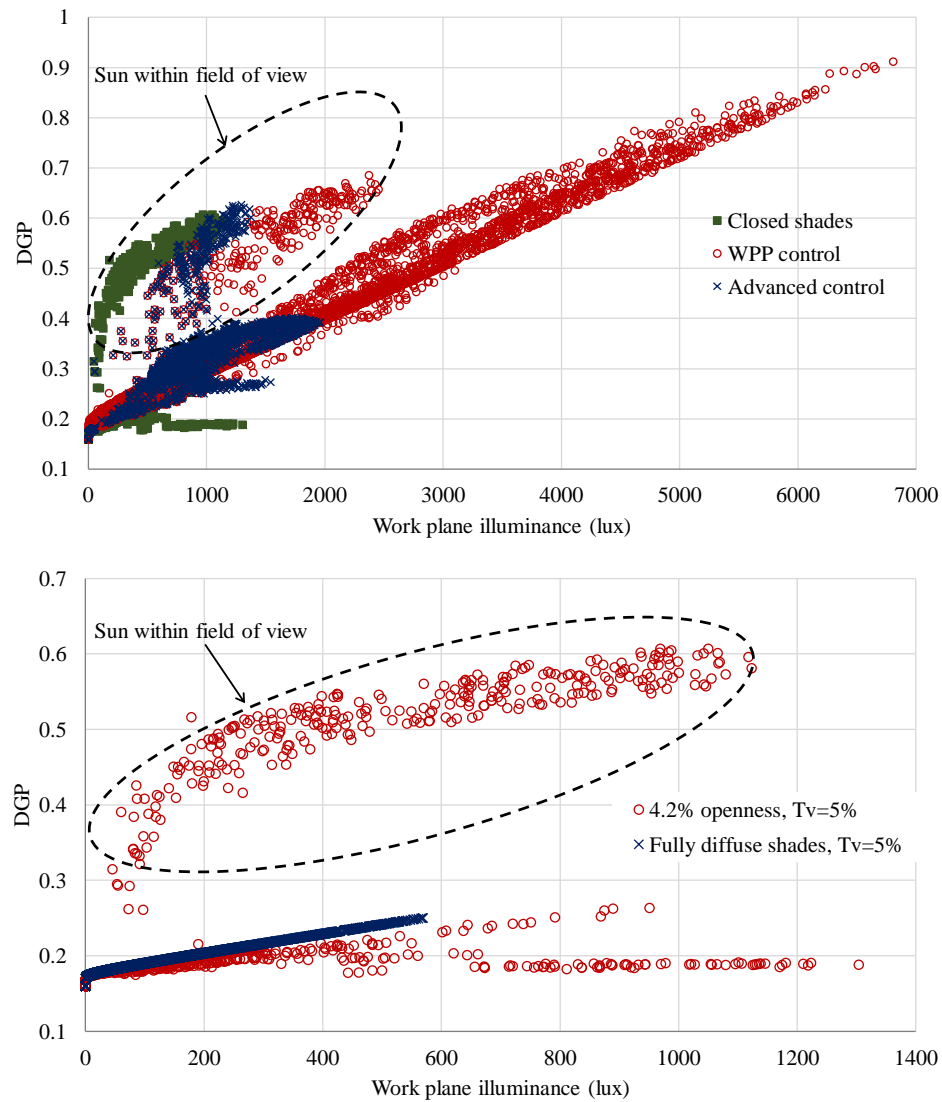 1
0.9
Sun within field of view
0.8
0.7
0.6
DGP
Closed shades
0.5
WPP control
Advanced control
0.4
0.3
0.2
0.1
0 1000 2000 3000 4000 5000 6000 7000
Work plane illuminance (lux)
0.7
Sun within field of view
0.6
0.5
0.4
DGP
4.2% openness, Tv=5%
Fully diffuse shades, Tv=5%
0.3
0.2
0.1
0 200 400 600 800 1000 1200 1400
Work plane illuminance (lux)